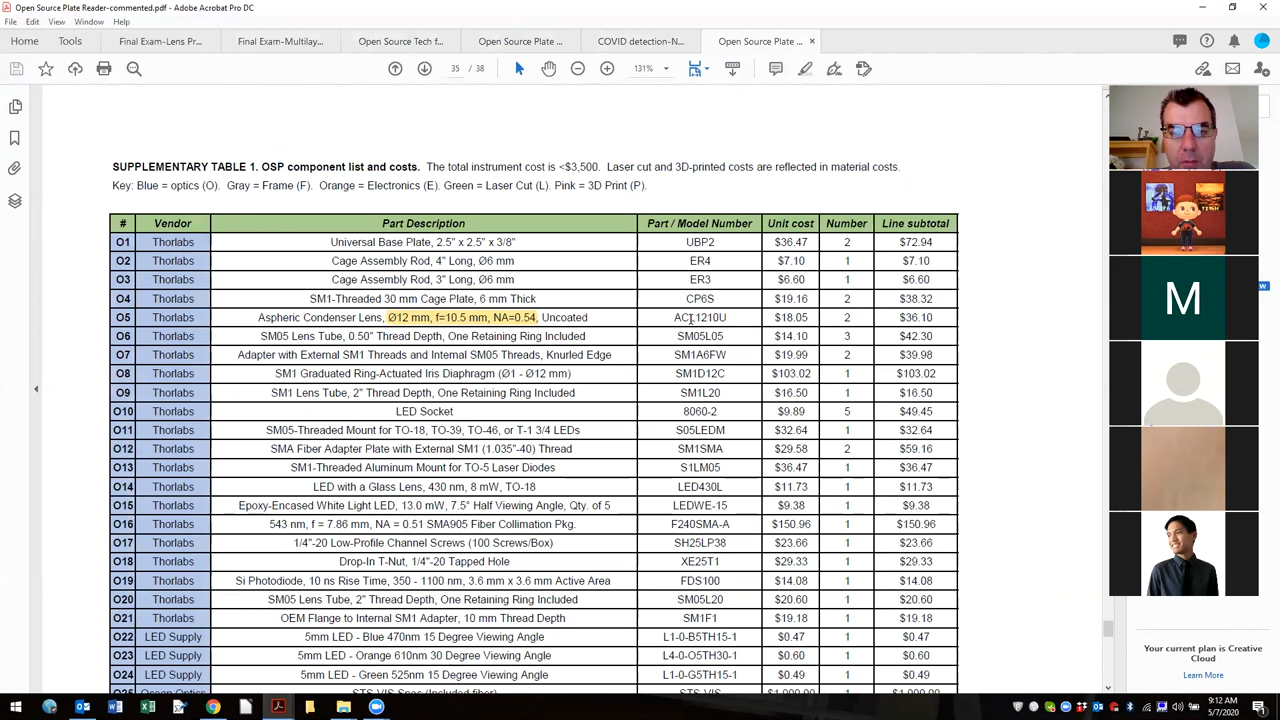 Open Source Plate Reader-commented.pdf - Adobe Acrobat Pro DC
File Edit View Window Help
Home Tools Final Exam-Lens Pr... Final Exam-Multilay... Open Source Tech f... Open Source Plate ... COVID detection-N... Open Source Plate ... ×
35 / 38 131%
SUPPLEMENTARY TABLE 1. OSP component list and costs. The total instrument cost is <$3,500. Laser cut and 3D-printed costs are reflected in material costs.
Key: Blue = optics (O). Gray = Frame (F). Orange = Electronics (E). Green = Laser Cut (L). Pink = 3D Print (P).
# Vendor Part Description Part / Model Number Unit cost Number Line subtotal
O1 Thorlabs Universal Base Plate, 2.5" x 2.5" x 3/8" UBP2 $36.47 2 $72.94
O2 Thorlabs Cage Assembly Rod, 4" Long, Ø6 mm ER4 $7.10 1 $7.10
O3 Thorlabs Cage Assembly Rod, 3" Long, Ø6 mm ER3 $6.60 1 $6.60
O4 Thorlabs SM1-Threaded 30 mm Cage Plate, 6 mm Thick CP6S $19.16 2 $38.32
O5 Thorlabs Aspheric Condenser Lens, Ø12 mm, f=10.5 mm, NA=0.54, Uncoated ACL1210U $18.05 2 $36.10
O6 Thorlabs SM05 Lens Tube, 0.50" Thread Depth, One Retaining Ring Included SM05L05 $14.10 3 $42.30
O7 Thorlabs Adapter with External SM1 Threads and Internal SM05 Threads, Knurled Edge SM1A6FW $19.99 2 $39.98
O8 Thorlabs SM1 Graduated Ring-Actuated Iris Diaphragm (Ø1 - Ø12 mm) SM1D12C $103.02 1 $103.02
O9 Thorlabs SM1 Lens Tube, 2" Thread Depth, One Retaining Ring Included SM1L20 $16.50 1 $16.50
O10 Thorlabs LED Socket 8060-2 $9.89 5 $49.45
O11 Thorlabs SM05-Threaded Mount for TO-18, TO-39, TO-46, or T-1 3/4 LEDs S05LEDM $32.64 1 $32.64
O12 Thorlabs SMA Fiber Adapter Plate with External SM1 (1.035"-40) Thread SM1SMA $29.58 2 $59.16
O13 Thorlabs SM1-Threaded Aluminum Mount for TO-5 Laser Diodes S1LM05 $36.47 1 $36.47
O14 Thorlabs LED with a Glass Lens, 430 nm, 8 mW, TO-18 LED430L $11.73 1 $11.73
O15 Thorlabs Epoxy-Encased White Light LED, 13.0 mW, 7.5° Half Viewing Angle, Qty. of 5 LEDWE-15 $9.38 1 $9.38
O16 Thorlabs 543 nm, f = 7.86 mm, NA = 0.51 SMA905 Fiber Collimation Pkg. F240SMA-A $150.96 1 $150.96
O17 Thorlabs 1/4"-20 Low-Profile Channel Screws (100 Screws/Box) SH25LP38 $23.66 1 $23.66
O18 Thorlabs Drop-In T-Nut, 1/4"-20 Tapped Hole XE25T1 $29.33 1 $29.33
O19 Thorlabs Si Photodiode, 10 ns Rise Time, 350 - 1100 nm, 3.6 mm x 3.6 mm Active Area FDS100 $14.08 1 $14.08
O20 Thorlabs SM05 Lens Tube, 2" Thread Depth, One Retaining Ring Included SM05L20 $20.60 1 $20.60
O21 Thorlabs OEM Flange to Internal SM1 Adapter, 10 mm Thread Depth SM1F1 $19.18 1 $19.18
O22 LED Supply 5mm LED - Blue 470nm 15 Degree Viewing Angle L1-0-B5TH15-1 $0.47 1 $0.47
O23 LED Supply 5mm LED - Orange 610nm 30 Degree Viewing Angle L4-0-O5TH30-1 $0.60 1 $0.60
O24 LED Supply 5mm LED - Green 525nm 15 Degree Viewing Angle L1-0-G5TH15-1 $0.47 1 $0.47
M
Your current plan is Creative
Cloud
Learn More
9:12 AM
5/7/2020